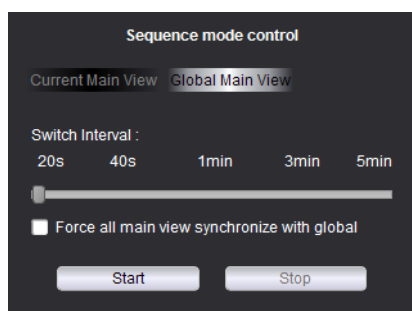 Sequence mode control
Current Main View Global Main View
Switch Interval :
20s 40s 1min 3min 5min
Force all main view synchronize with global
Start Stop